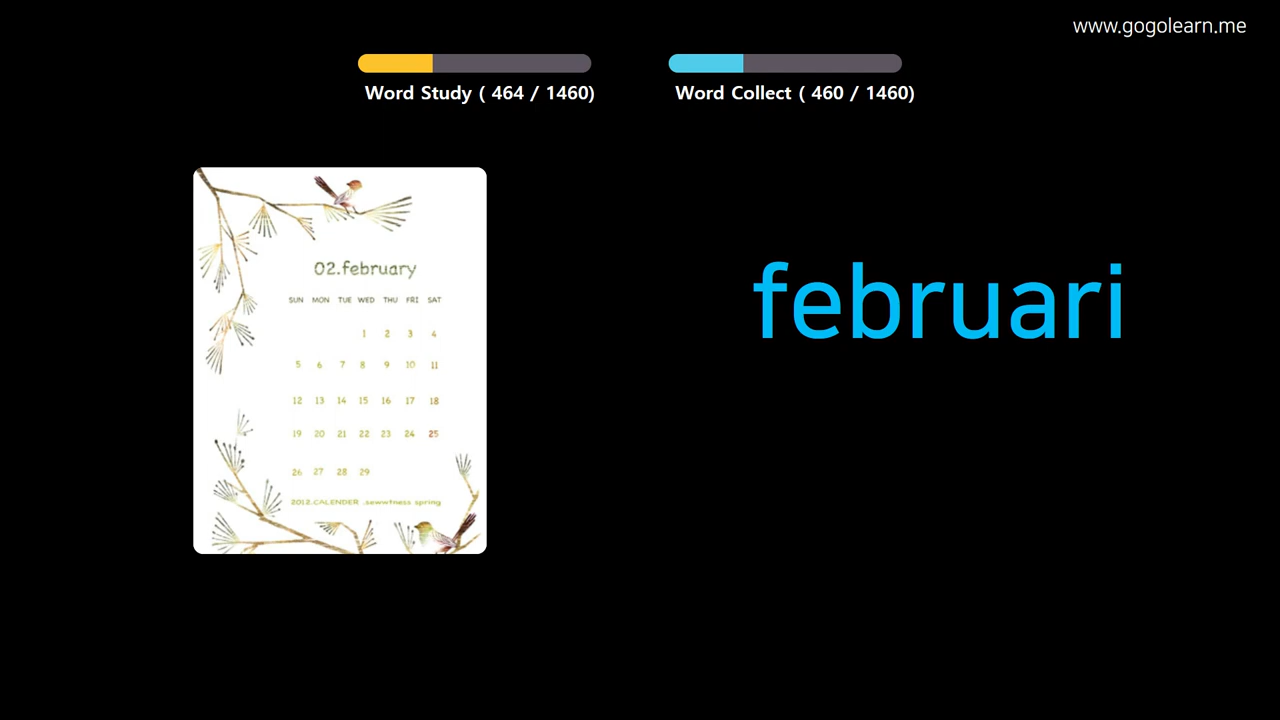 www.gogolearn.me
Word Study ( 464 / 1460)
Word Collect ( 460 / 1460)
02.february
SUN MON TUE WED THU FRI SAT
1 2 3 4
5 6 7 8 9 10 11
12 13 14 15 16 17 18
19 20 21 22 23 24 25
26 27 28 29
2012.CALENDER .sewwtness spring
februari